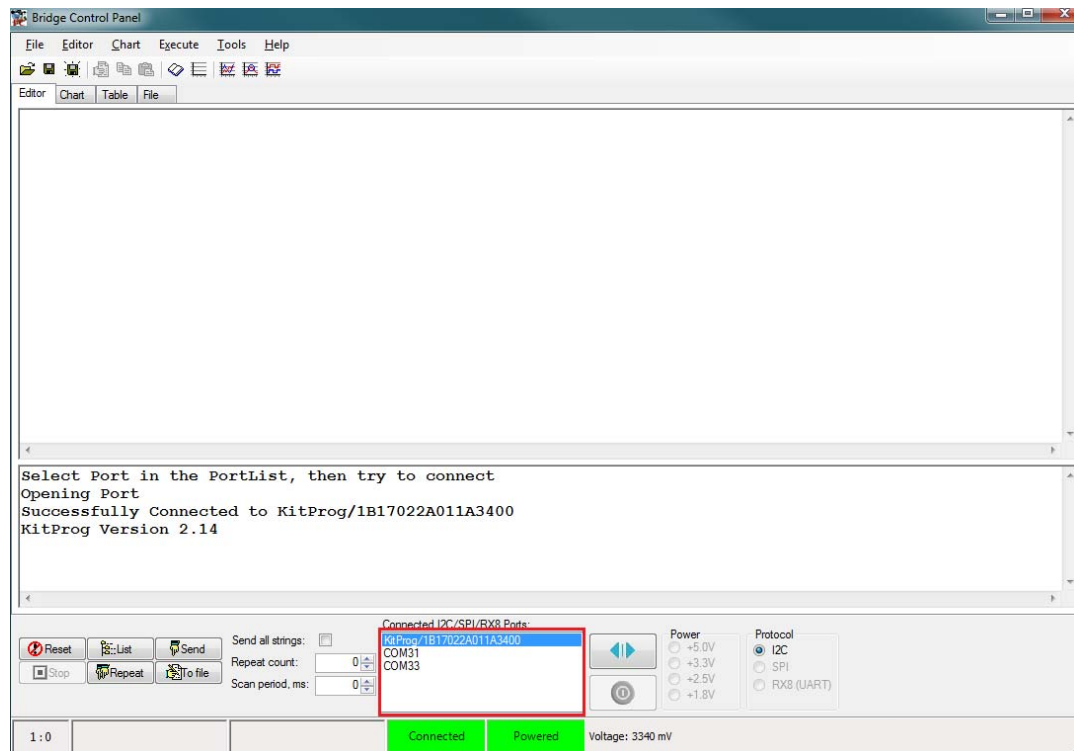 Bridge Control Panel
File Editor Chart Execute Tools Help
Editor Chart Table File
Select Port in the PortList, then try to connect
Opening Port
Successfully Connected to KitProg/1B17022A011A3400
KitProg Version 2.14
Connected I2C/SPI/RX8 Ports:
Reset List Send
Stop Repeat To file
Send all strings:
Repeat count: 0
Scan period, ms: 0
KitProg/1B17022A011A3400
COM31
COM33
Power
+5.0V
+3.3V
+2.5V
+1.8V
Protocol
I2C
SPI
RX8 (UART)
1:0 Connected Powered Voltage: 3340 mV